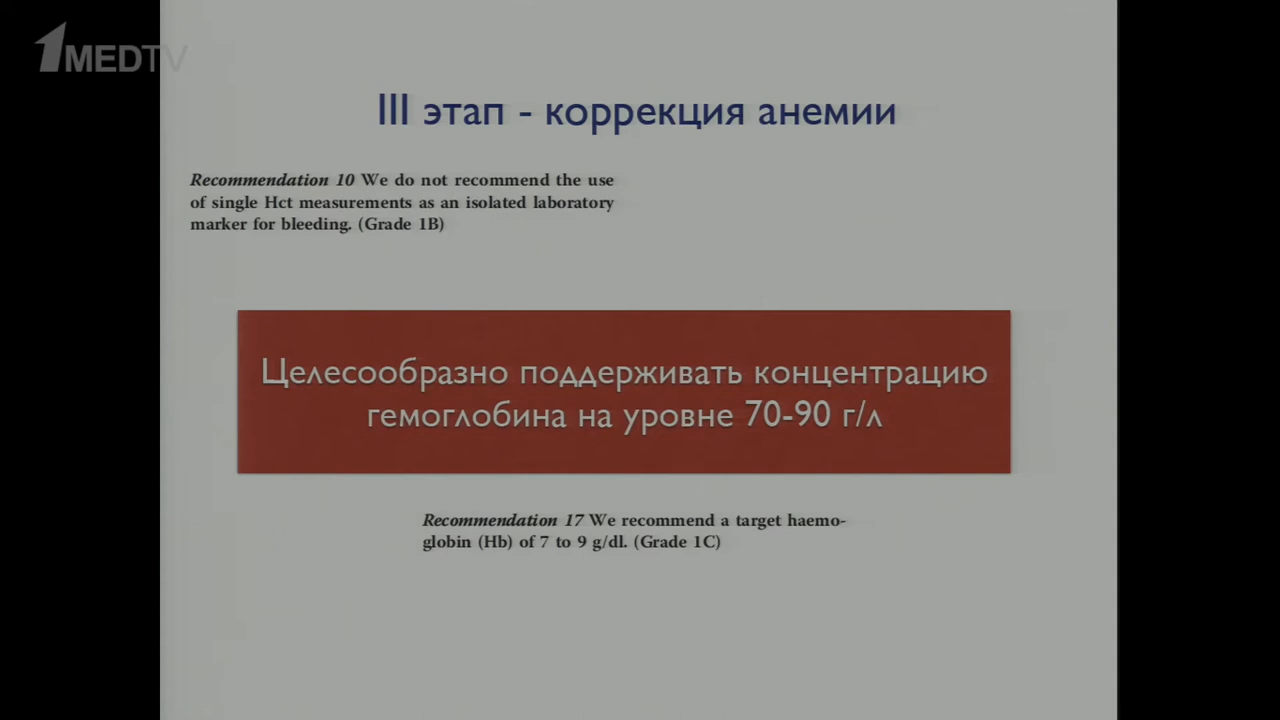 1MEDTV
III этап - коррекция анемии
Recommendation 10 We do not recommend the use
of single Hct measurements as an isolated laboratory
marker for bleeding. (Grade 1B)
Целесообразно поддерживать концентрацию
гемоглобина на уровне 70-90 г/л
Recommendation 17 We recommend a target haemo-
globin (Hb) of 7 to 9 g/dl. (Grade 1C)